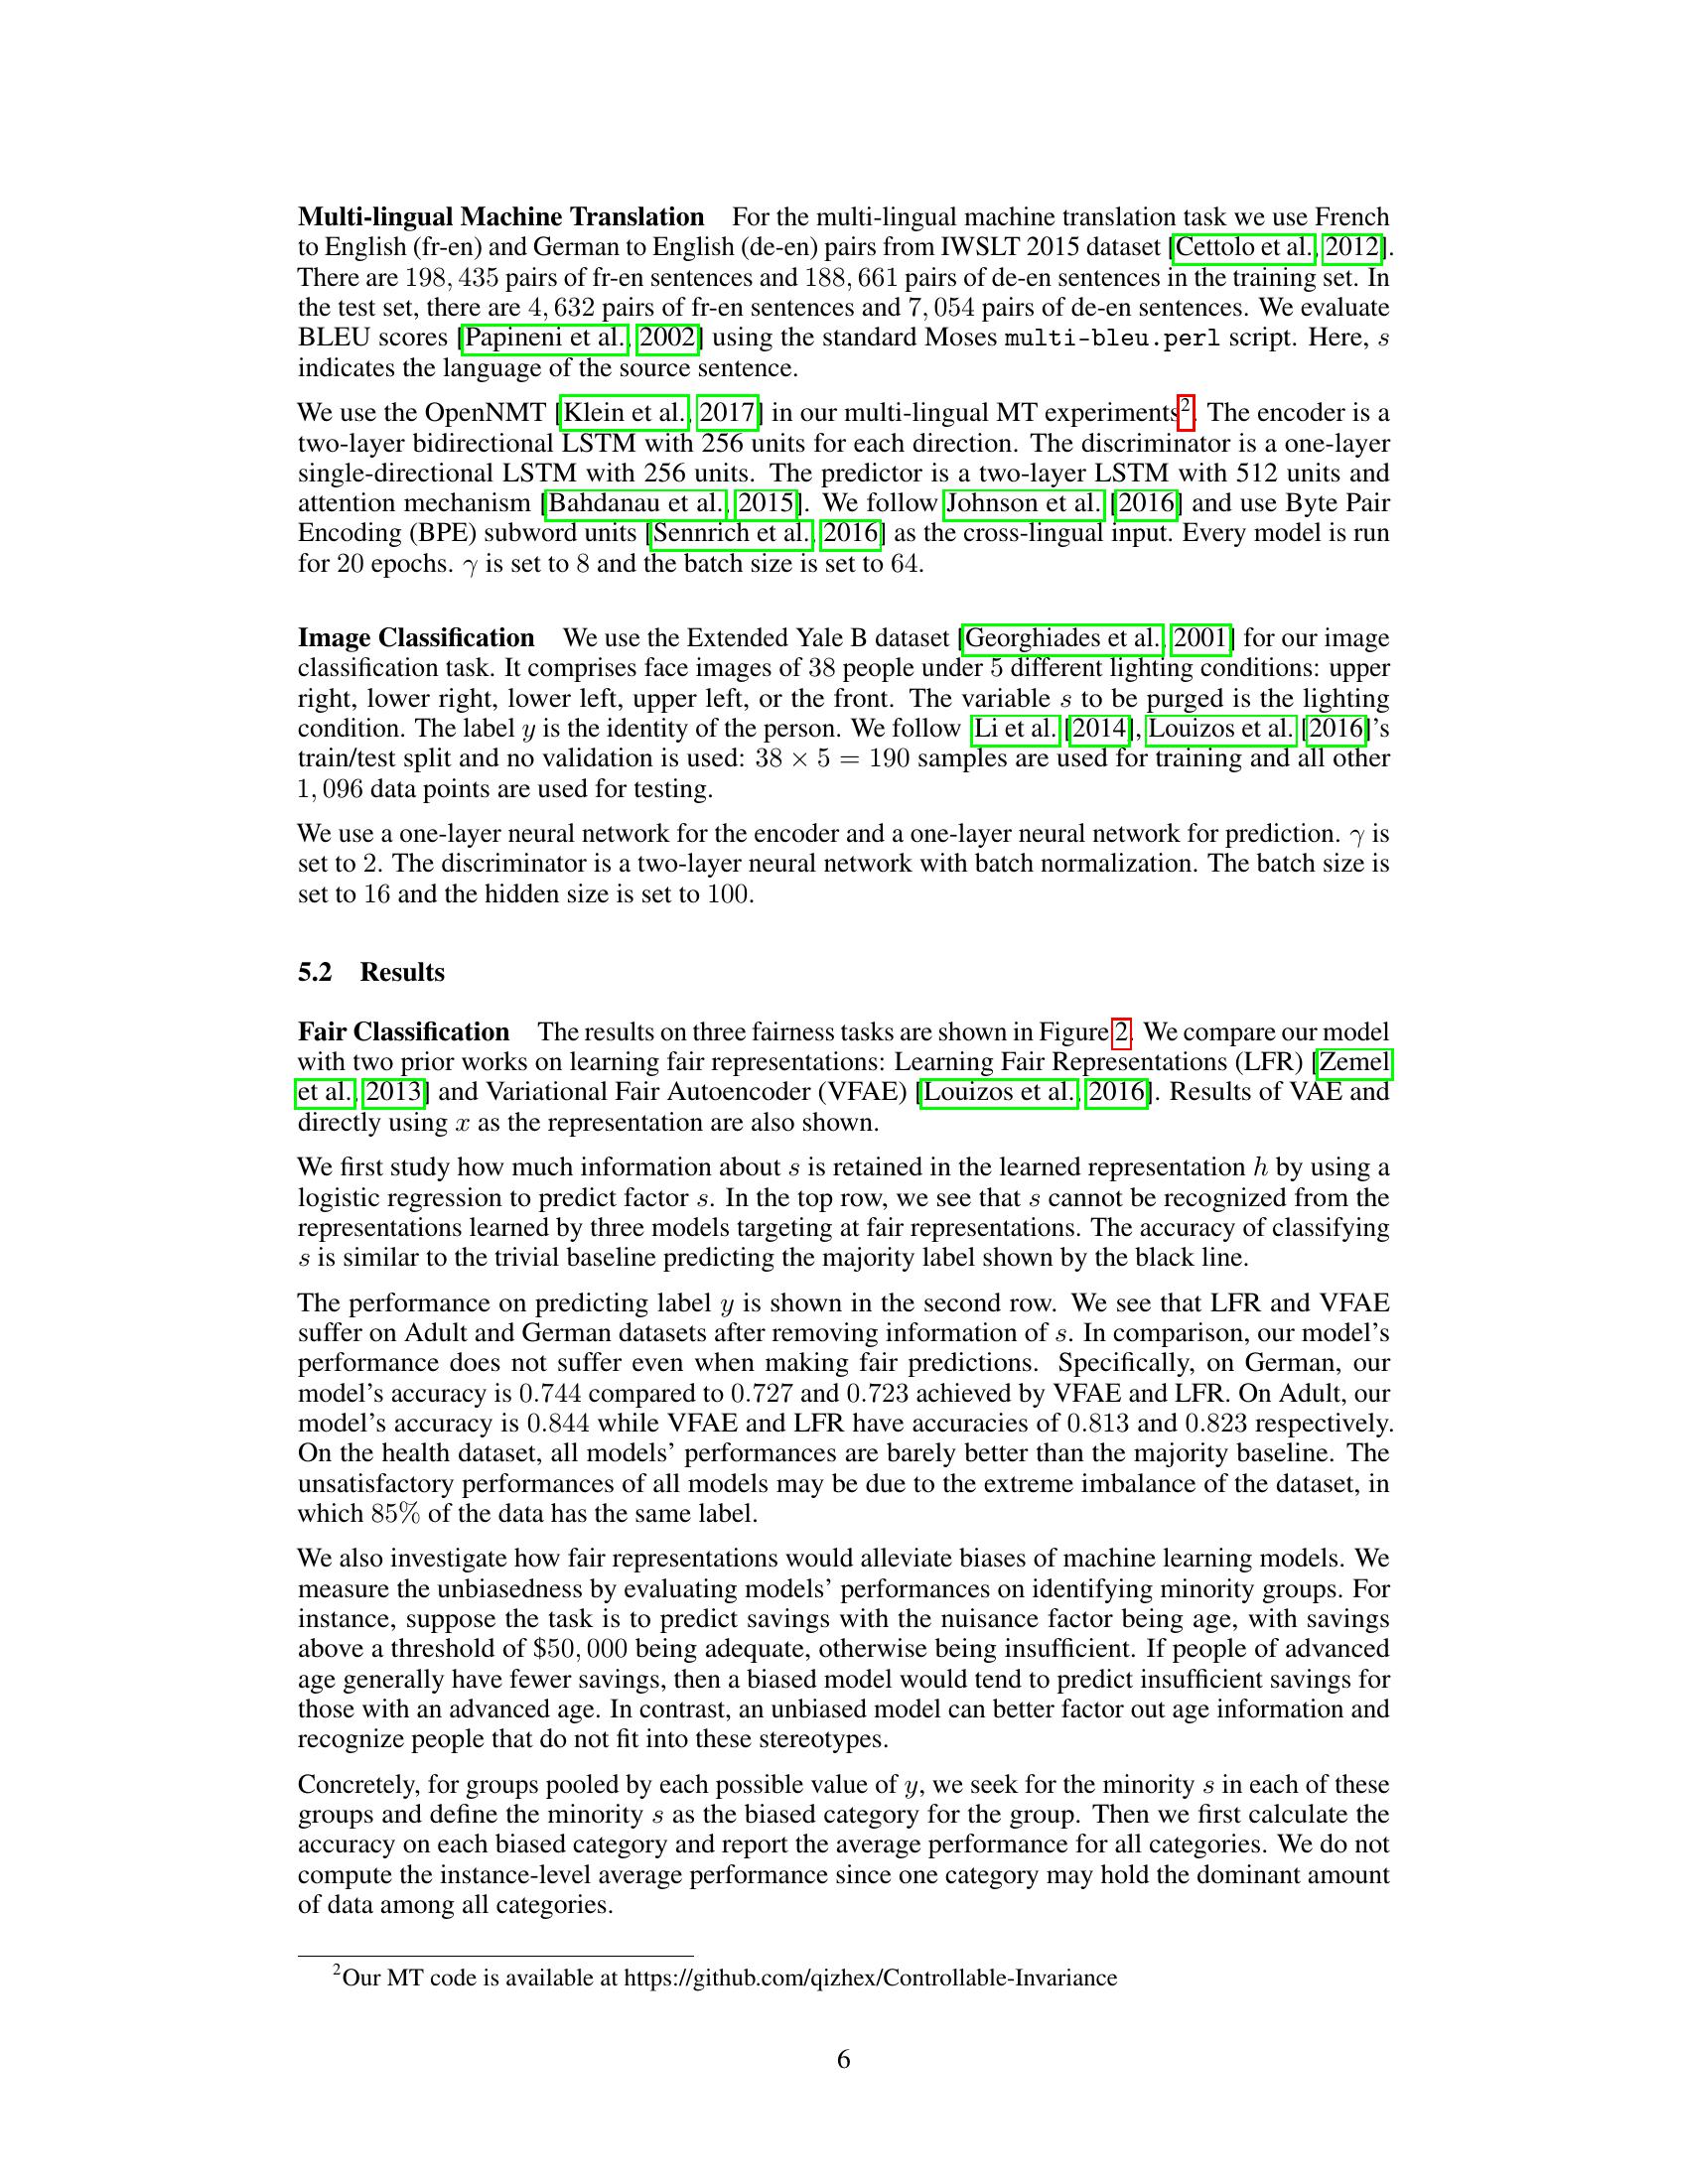 Multi-lingual Machine Translation For the multi-lingual machine translation task we use French
to English (fr-en) and German to English (de-en) pairs from IWSLT 2015 dataset [Cettolo et al., 2012].
There are 198, 435 pairs of fr-en sentences and 188, 661 pairs of de-en sentences in the training set. In
the test set, there are 4, 632 pairs of fr-en sentences and 7, 054 pairs of de-en sentences. We evaluate
BLEU scores [Papineni et al., 2002] using the standard Moses multi-bleu.perl script. Here, s
indicates the language of the source sentence.
We use the OpenNMT [Klein et al., 2017] in our multi-lingual MT experiments2. The encoder is a
two-layer bidirectional LSTM with 256 units for each direction. The discriminator is a one-layer
single-directional LSTM with 256 units. The predictor is a two-layer LSTM with 512 units and
attention mechanism [Bahdanau et al., 2015]. We follow Johnson et al. [2016] and use Byte Pair
Encoding (BPE) subword units [Sennrich et al., 2016] as the cross-lingual input. Every model is run
for 20 epochs. γ is set to 8 and the batch size is set to 64.
Image Classification We use the Extended Yale B dataset [Georghiades et al., 2001] for our image
classification task. It comprises face images of 38 people under 5 different lighting conditions: upper
right, lower right, lower left, upper left, or the front. The variable s to be purged is the lighting
condition. The label y is the identity of the person. We follow Li et al. [2014], Louizos et al. [2016]'s
train/test split and no validation is used: 38 × 5 = 190 samples are used for training and all other
1, 096 data points are used for testing.
We use a one-layer neural network for the encoder and a one-layer neural network for prediction. γ is
set to 2. The discriminator is a two-layer neural network with batch normalization. The batch size is
set to 16 and the hidden size is set to 100.
5.2 Results
Fair Classification The results on three fairness tasks are shown in Figure 2. We compare our model
with two prior works on learning fair representations: Learning Fair Representations (LFR) [Zemel
et al., 2013] and Variational Fair Autoencoder (VFAE) [Louizos et al., 2016]. Results of VAE and
directly using x as the representation are also shown.
We first study how much information about s is retained in the learned representation h by using a
logistic regression to predict factor s. In the top row, we see that s cannot be recognized from the
representations learned by three models targeting at fair representations. The accuracy of classifying
s is similar to the trivial baseline predicting the majority label shown by the black line.
The performance on predicting label y is shown in the second row. We see that LFR and VFAE
suffer on Adult and German datasets after removing information of s. In comparison, our model's
performance does not suffer even when making fair predictions. Specifically, on German, our
model's accuracy is 0.744 compared to 0.727 and 0.723 achieved by VFAE and LFR. On Adult, our
model's accuracy is 0.844 while VFAE and LFR have accuracies of 0.813 and 0.823 respectively.
On the health dataset, all models' performances are barely better than the majority baseline. The
unsatisfactory performances of all models may be due to the extreme imbalance of the dataset, in
which 85% of the data has the same label.
We also investigate how fair representations would alleviate biases of machine learning models. We
measure the unbiasedness by evaluating models' performances on identifying minority groups. For
instance, suppose the task is to predict savings with the nuisance factor being age, with savings
above a threshold of $50, 000 being adequate, otherwise being insufficient. If people of advanced
age generally have fewer savings, then a biased model would tend to predict insufficient savings for
those with an advanced age. In contrast, an unbiased model can better factor out age information and
recognize people that do not fit into these stereotypes.
Concretely, for groups pooled by each possible value of y, we seek for the minority s in each of these
groups and define the minority s as the biased category for the group. Then we first calculate the
accuracy on each biased category and report the average performance for all categories. We do not
compute the instance-level average performance since one category may hold the dominant amount
of data among all categories.
2Our MT code is available at https://github.com/qizhex/Controllable-Invariance
6